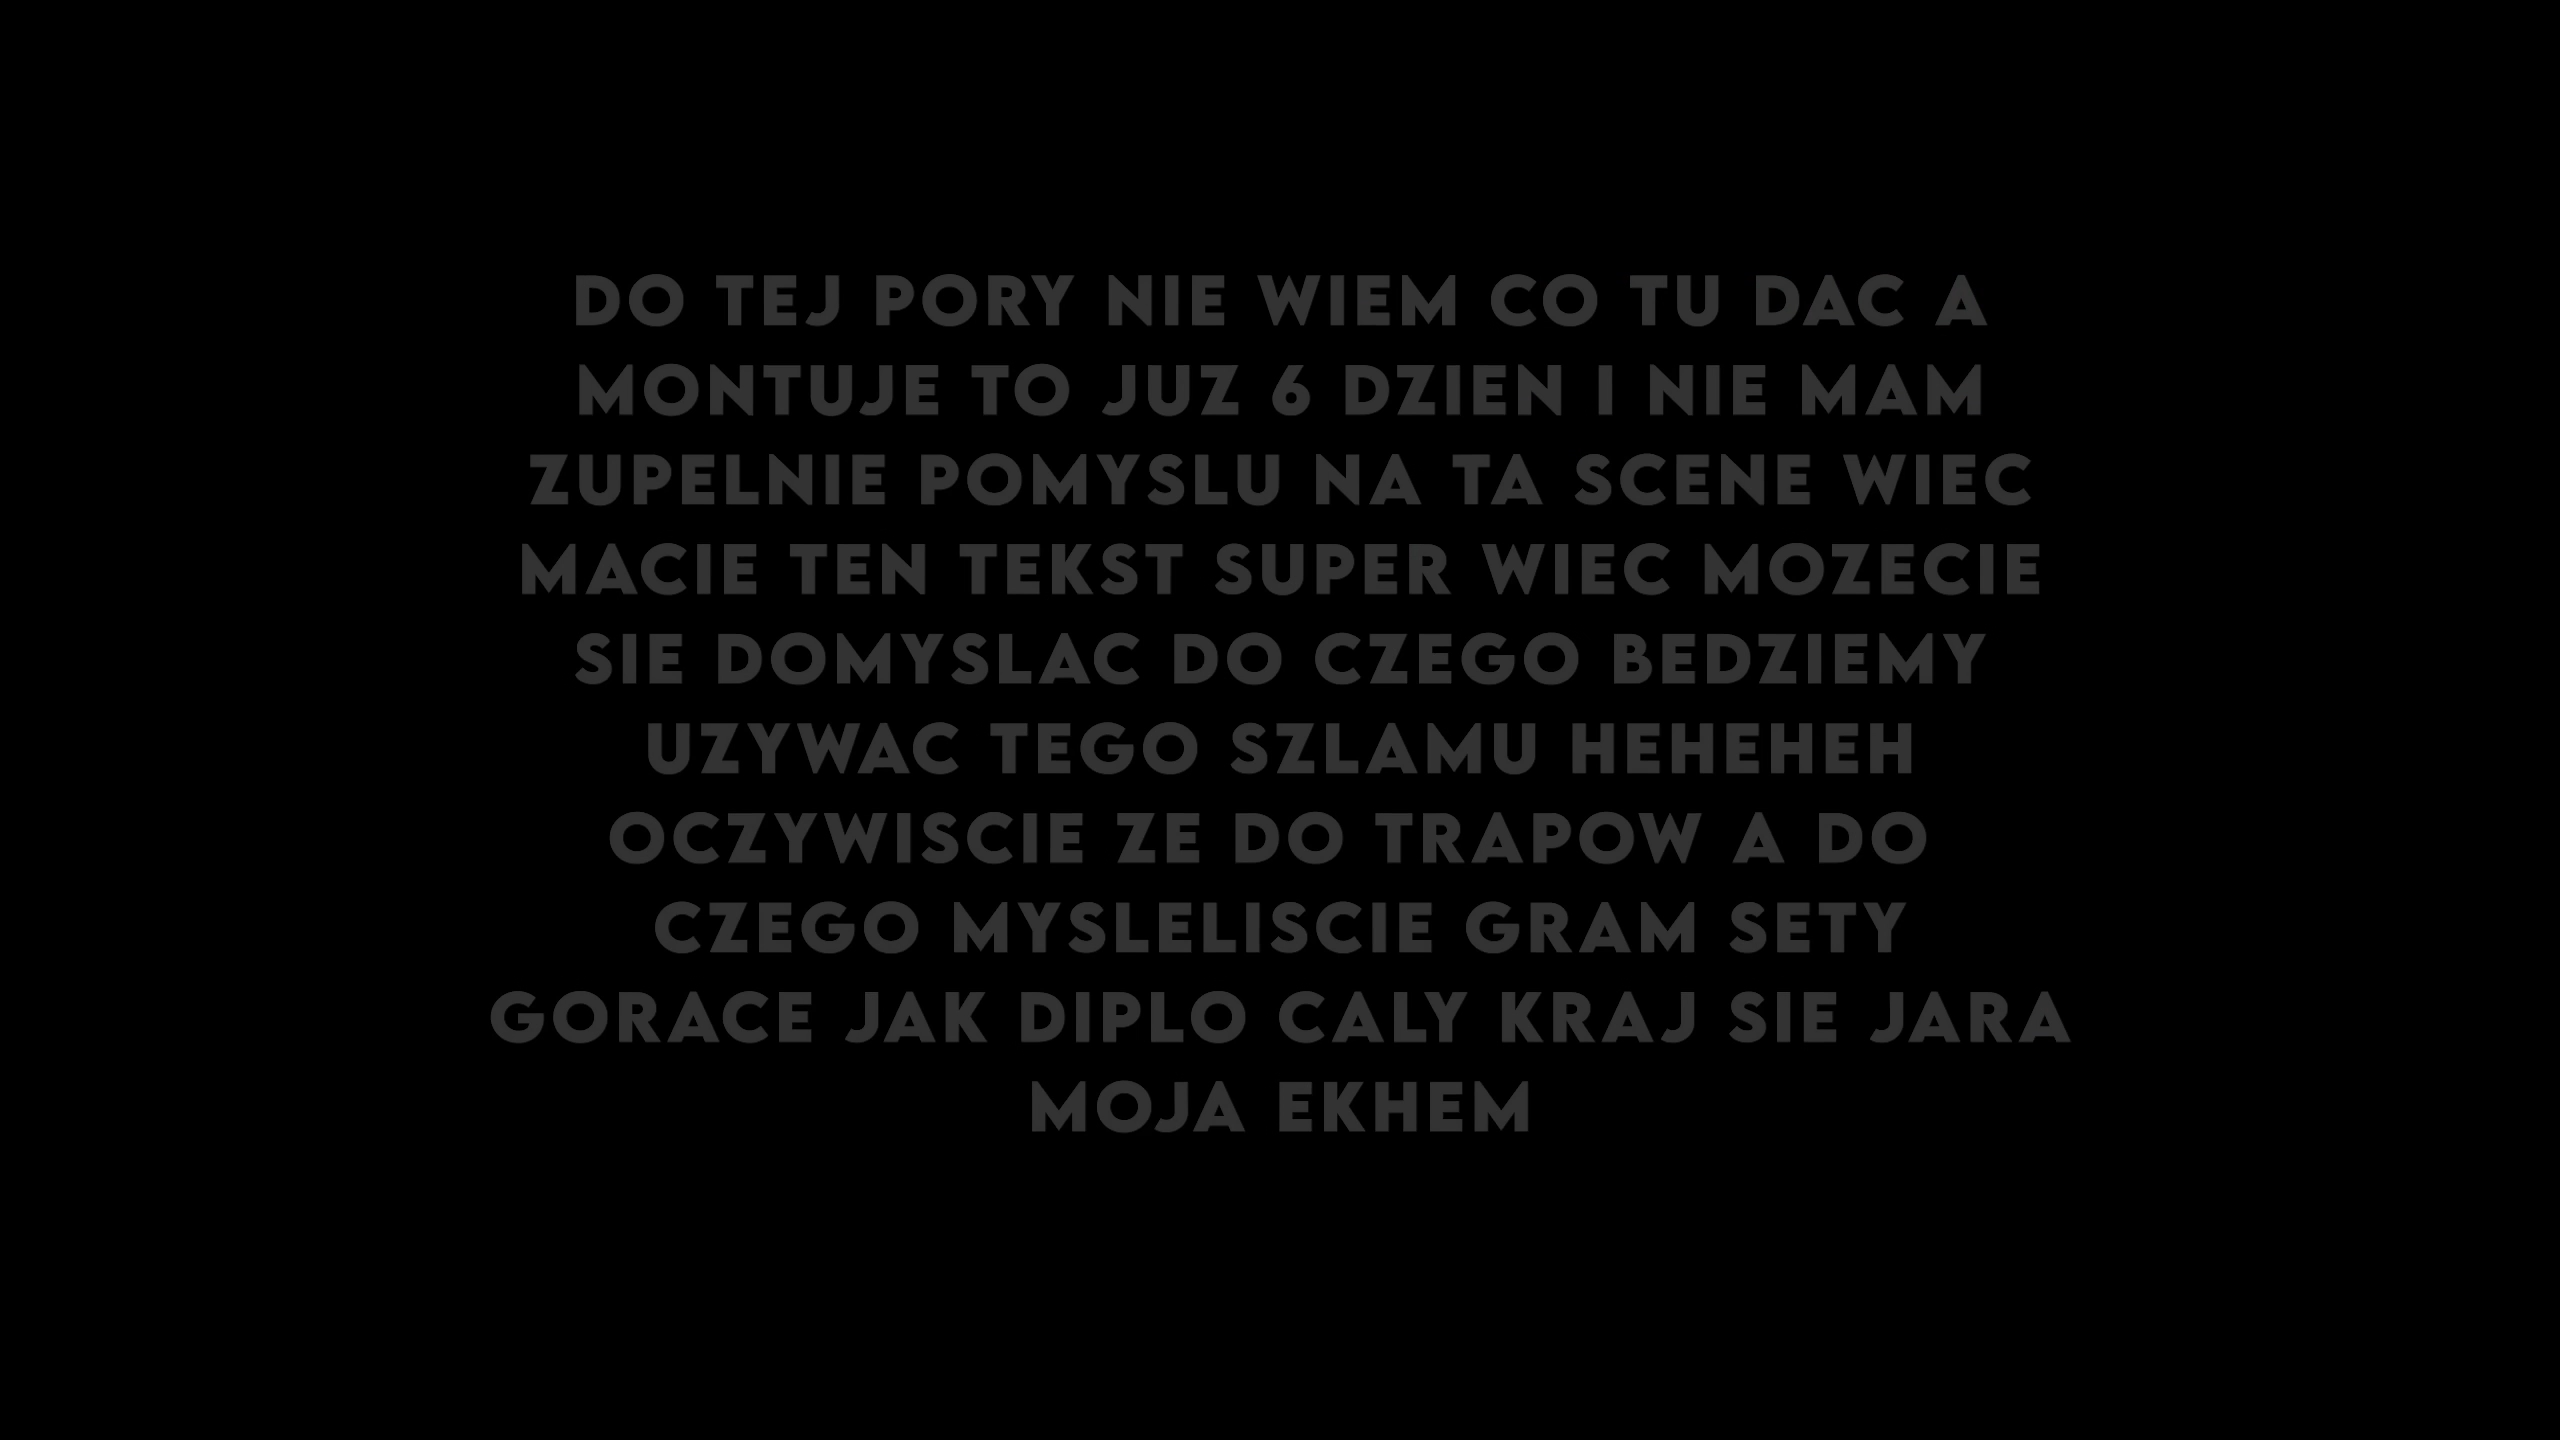 DO TEJ PORY NIE WIEM CO TU DAC A
MONTUJE TO JUZ 6 DZIEN I NIE MAM
ZUPELNIE POMYSLU NA TA SCENE WIEC
MACIE TEN TEKST SUPER WIEC MOZECIE
SIE DOMYSLAC DO CZEGO BEDZIEMY
UZYWAC TEGO SZLAMU HEHEHEH
OCZYWISCIE ZE DO TRAPOW A DO
CZEGO MYSLELISCIE GRAM SETY
GORACE JAK DIPLO CALY KRAJ SIE JARA
MOJA EKHEM